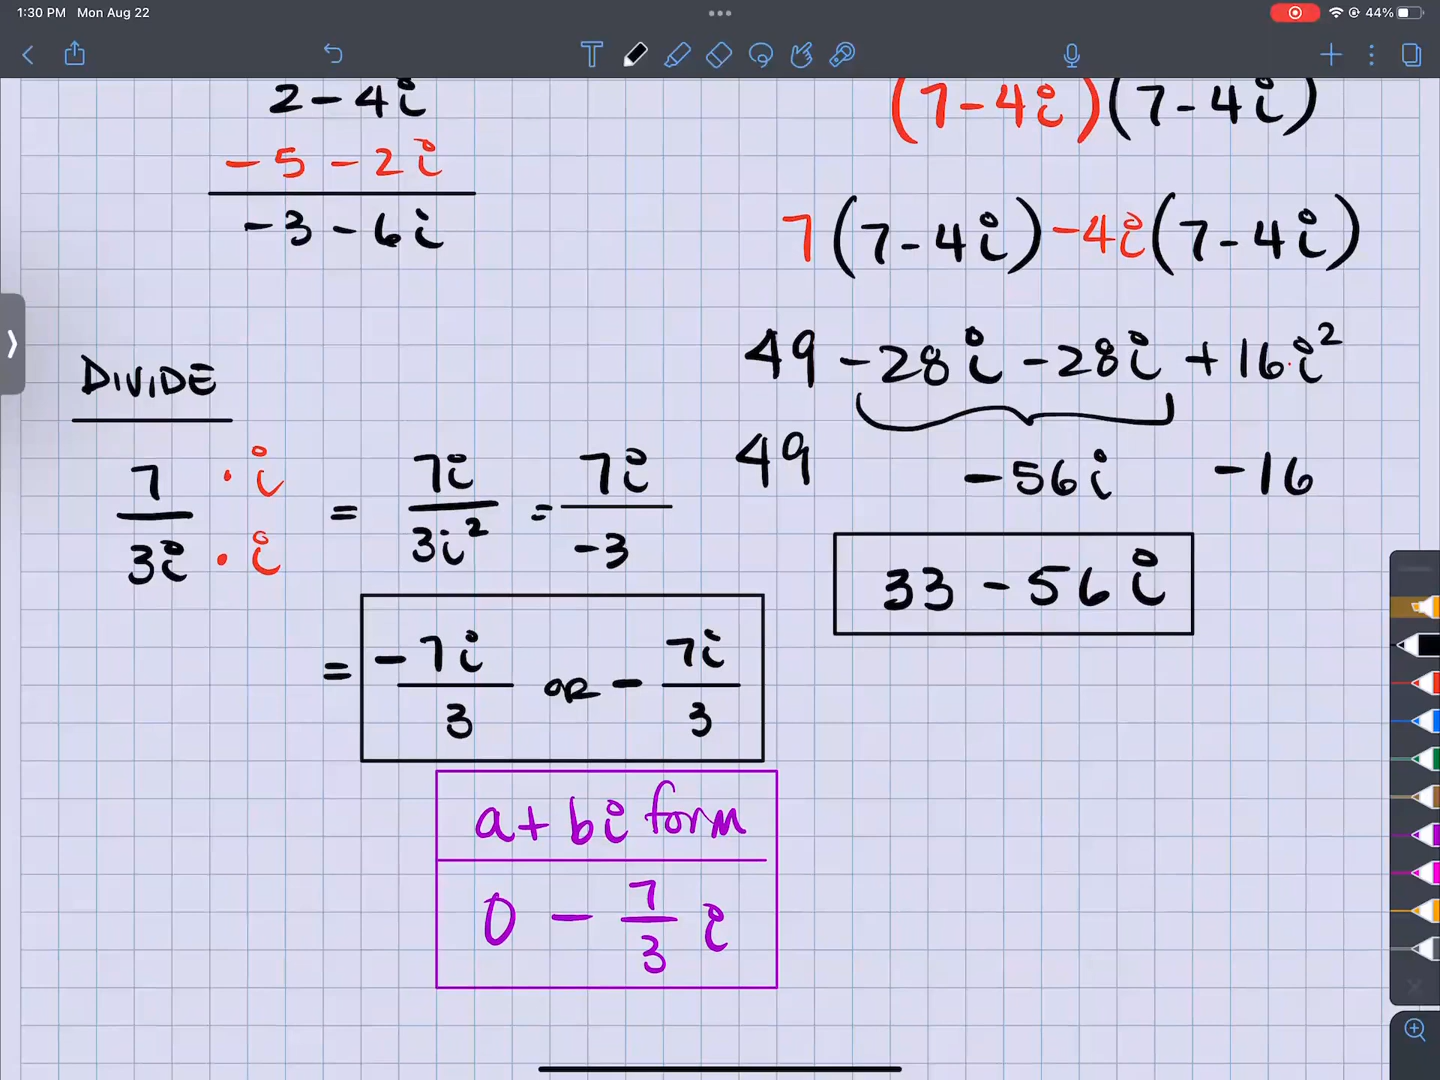 1:30 PM Mon Aug 22
44%
T
2 - 4i
- 5 - 2i
-3 - 6i
DIVIDE
7 · i
3i · i
= 7i / 3i² = 7i / -3
= -7i / 3 or - 7i / 3
a + bi form
0 - 7/3 i
(7 - 4i)(7 - 4i)
7(7 - 4i) -4i(7 - 4i)
49 - 28i - 28i + 16i²
49 - 56i - 16
33 - 56i